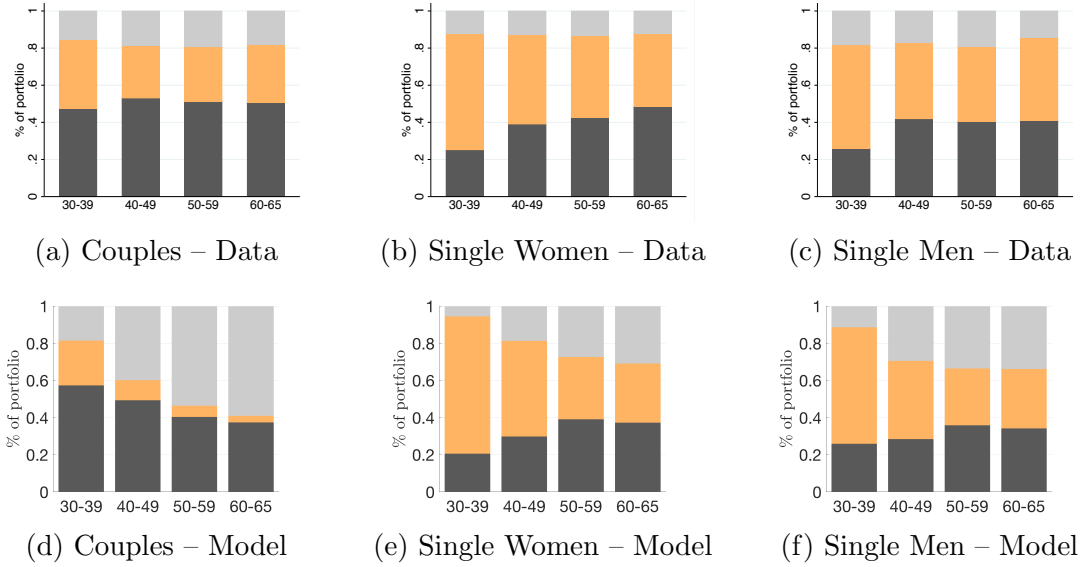 % of portfolio
1
.8
.6
.4
.2
0
30-39 40-49 50-59 60-65
(a) Couples – Data
% of portfolio
1
.8
.6
.4
.2
0
30-39 40-49 50-59 60-65
(b) Single Women – Data
% of portfolio
1
.8
.6
.4
.2
0
30-39 40-49 50-59 60-65
(c) Single Men – Data
% of portfolio
1
0.8
0.6
0.4
0.2
0
30-39 40-49 50-59 60-65
(d) Couples – Model
% of portfolio
1
0.8
0.6
0.4
0.2
0
30-39 40-49 50-59 60-65
(e) Single Women – Model
% of portfolio
1
0.8
0.6
0.4
0.2
0
30-39 40-49 50-59 60-65
(f) Single Men – Model